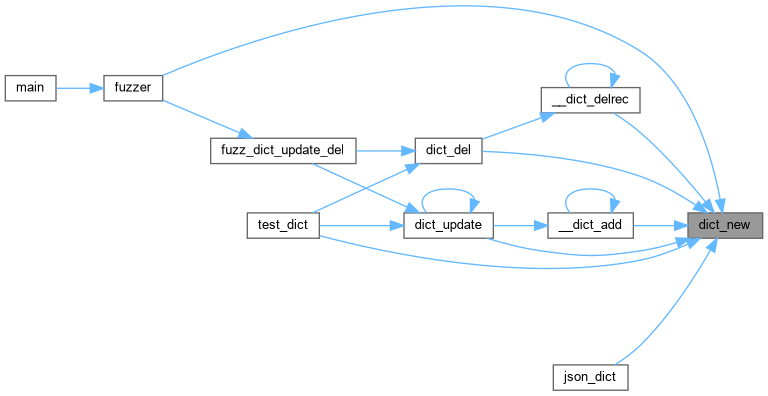 main
fuzzer
__dict_delrec
fuzz_dict_update_del
dict_del
test_dict
dict_update
__dict_add
dict_new
json_dict